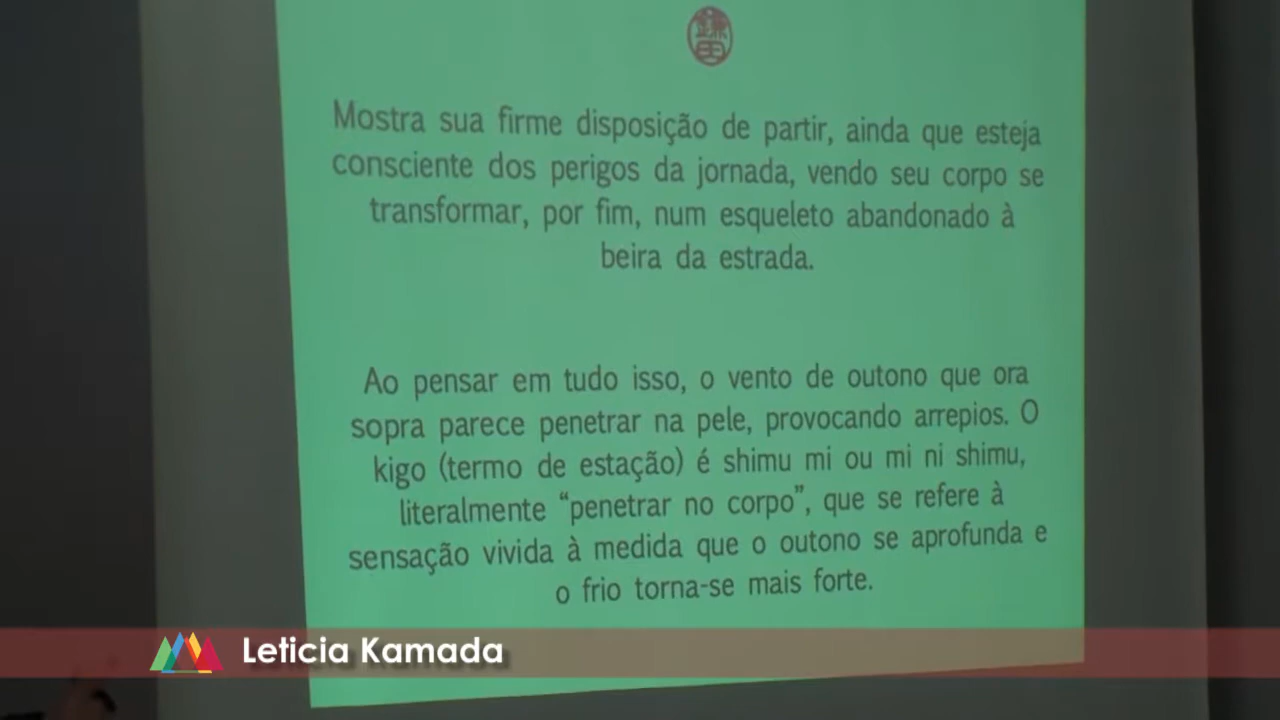 Mostra sua firme disposição de partir, ainda que esteja
consciente dos perigos da jornada, vendo seu corpo se
transformar, por fim, num esqueleto abandonado à
beira da estrada.
Ao pensar em tudo isso, o vento de outono que ora
sopra parece penetrar na pele, provocando arrepios. O
kigo (termo de estação) é shimu mi ou mi ni shimu,
literalmente “penetrar no corpo”, que se refere à
sensação vivida à medida que o outono se aprofunda e
o frio torna-se mais forte.
Leticia Kamada